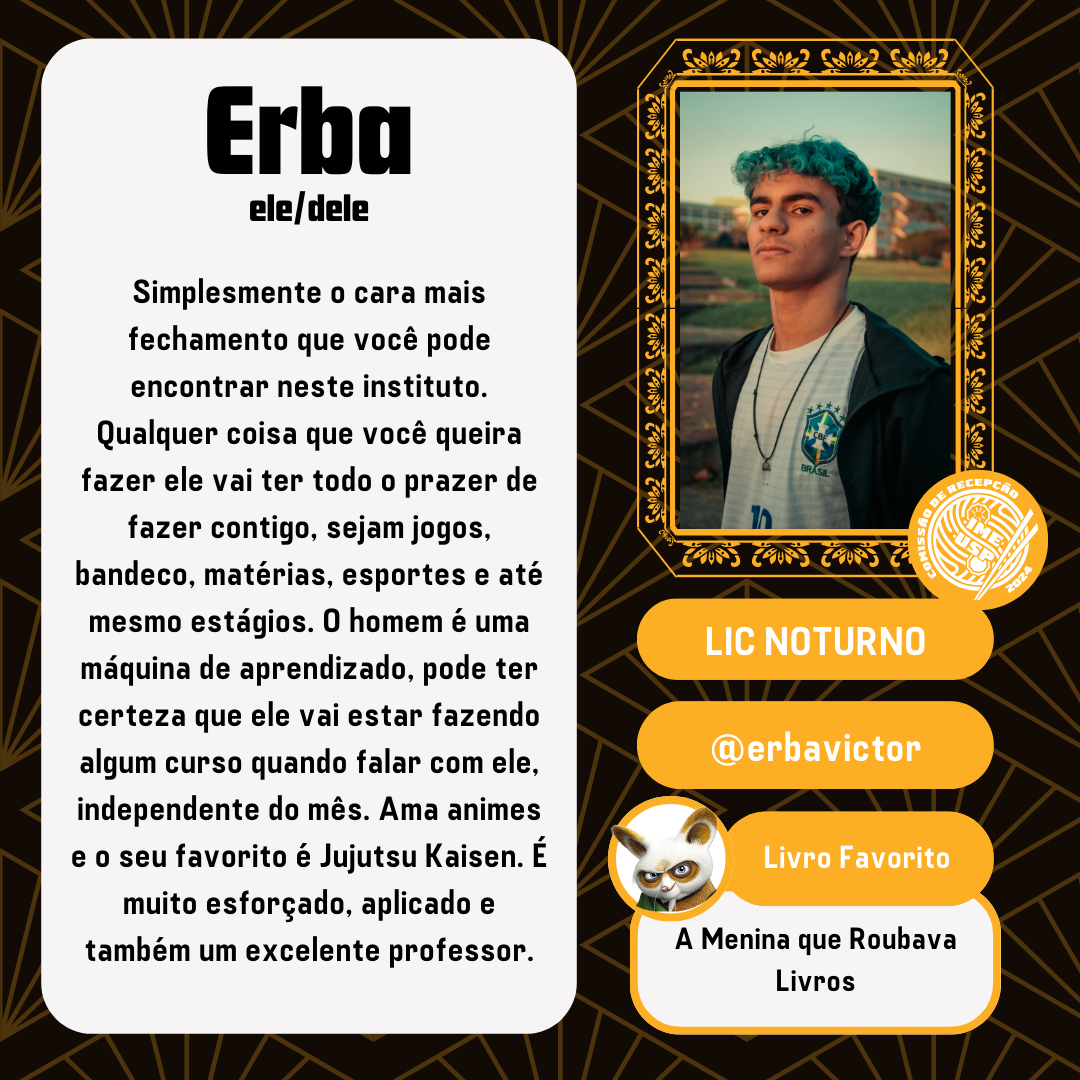 Erba
ele/dele
Simplesmente o cara mais
fechamento que você pode
encontrar neste instituto.
Qualquer coisa que você queira
fazer ele vai ter todo o prazer de
fazer contigo, sejam jogos,
bandeco, matérias, esportes e até
mesmo estágios. O homem é uma
máquina de aprendizado, pode ter
certeza que ele vai estar fazendo
algum curso quando falar com ele,
independente do mês. Ama animes
e o seu favorito é Jujutsu Kaisen. É
muito esforçado, aplicado e
também um excelente professor.
CBF
BRASIL
10
COMISSÃO DE RECEPÇÃO
IME
USP
2024
LIC NOTURNO
@erbavictor
Livro Favorito
A Menina que Roubava
Livros